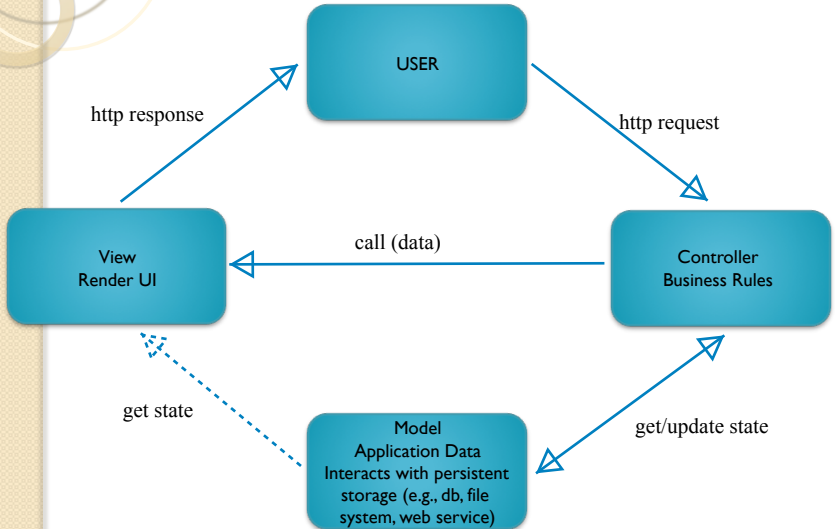 USER
http response
http request
View
Render UI
call (data)
Controller
Business Rules
get state
Model
Application Data
Interacts with persistent
storage (e.g., db, file
system, web service)
get/update state